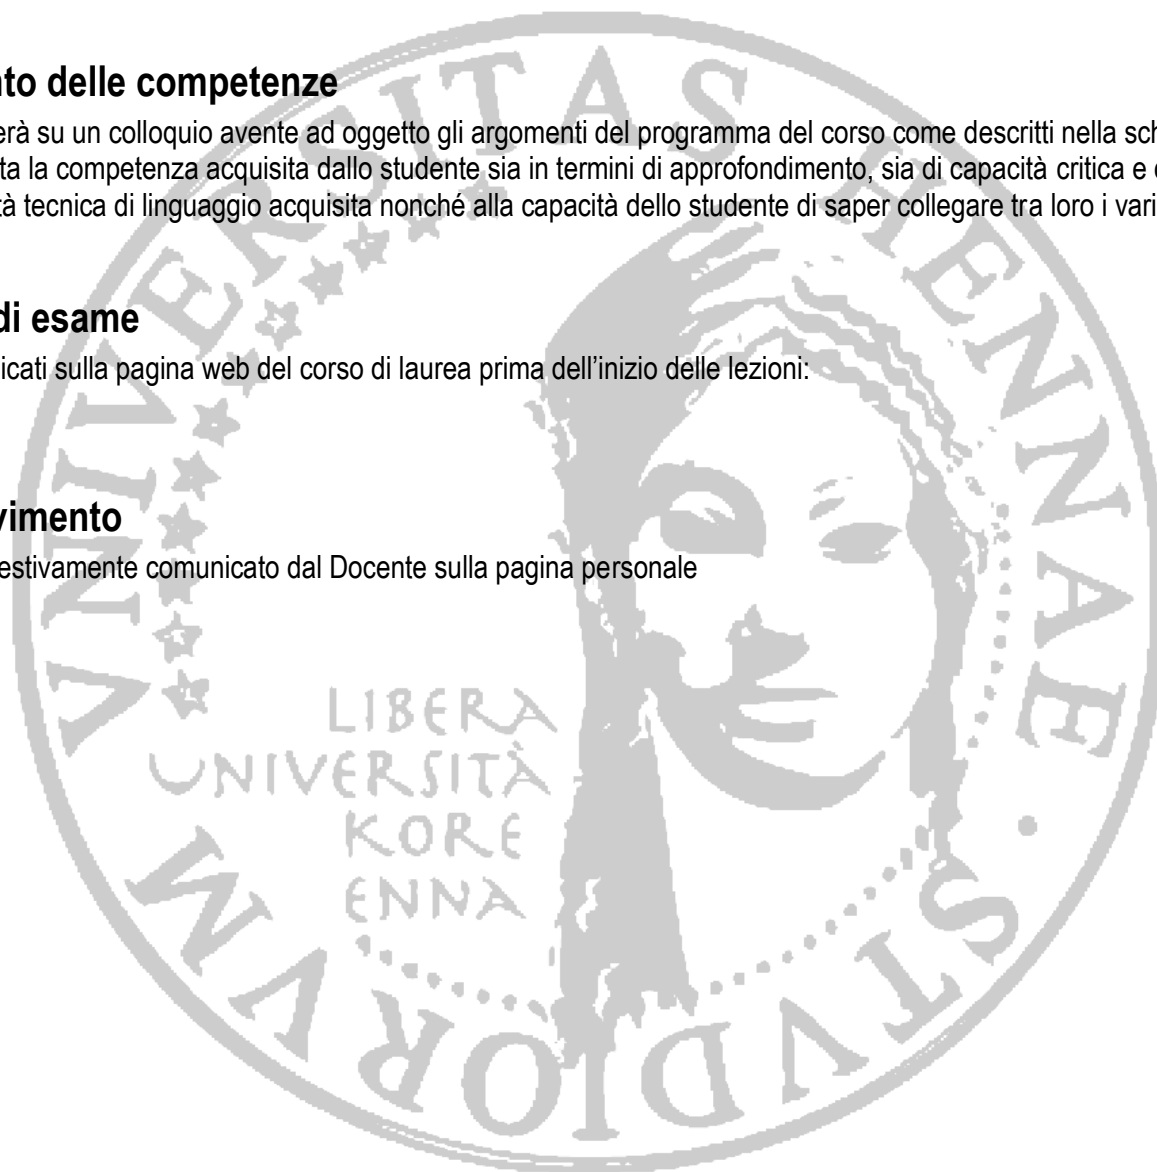 nto delle competenze
erà su un colloquio avente ad oggetto gli argomenti del programma del corso come descritti nella sch
ta la competenza acquisita dallo studente sia in termini di approfondimento, sia di capacità critica e
tà tecnica di linguaggio acquisita nonché alla capacità dello studente di saper collegare tra loro i vari
di esame
icati sulla pagina web del corso di laurea prima dell’inizio delle lezioni:
vimento
estivamente comunicato dal Docente sulla pagina personale
VNIVERSITAS HENNAE · STVDIORVM
LIBERA
UNIVERSITÀ
KORE
ENNA